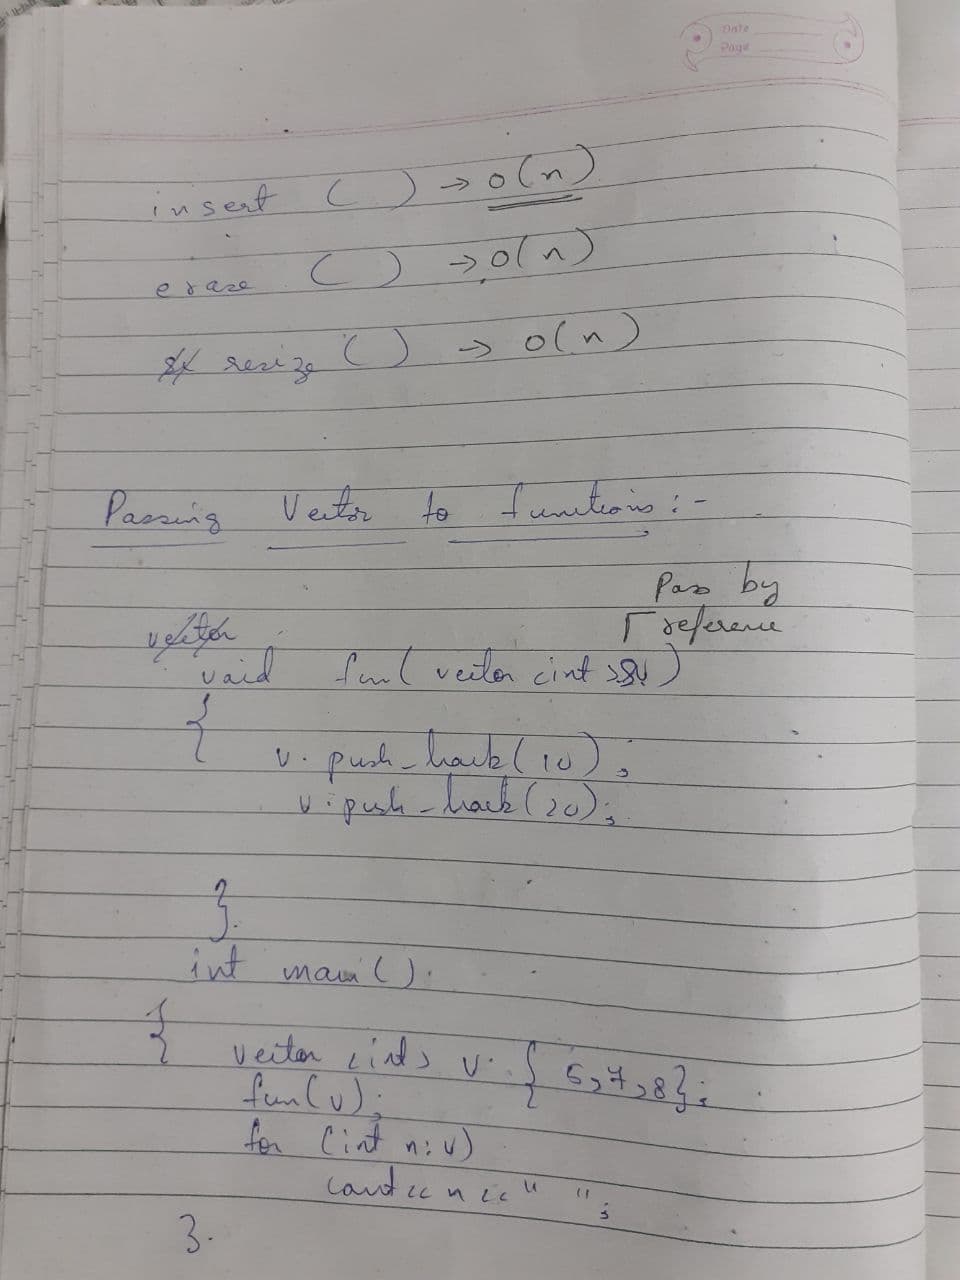 Date
Page
insert ( ) → o(n)
erase ( ) → o(n)
resize ( ) → o(n)
Passing Vector to functions :-
Pass by
reference
vector
void fun( vector <int> &v )
{
v. push_back(10);
v. push_back(20);
}
int main()
{
vector <int> v { 5,7,8};
fun(v);
for (int n:v)
cout << n << " ";
}